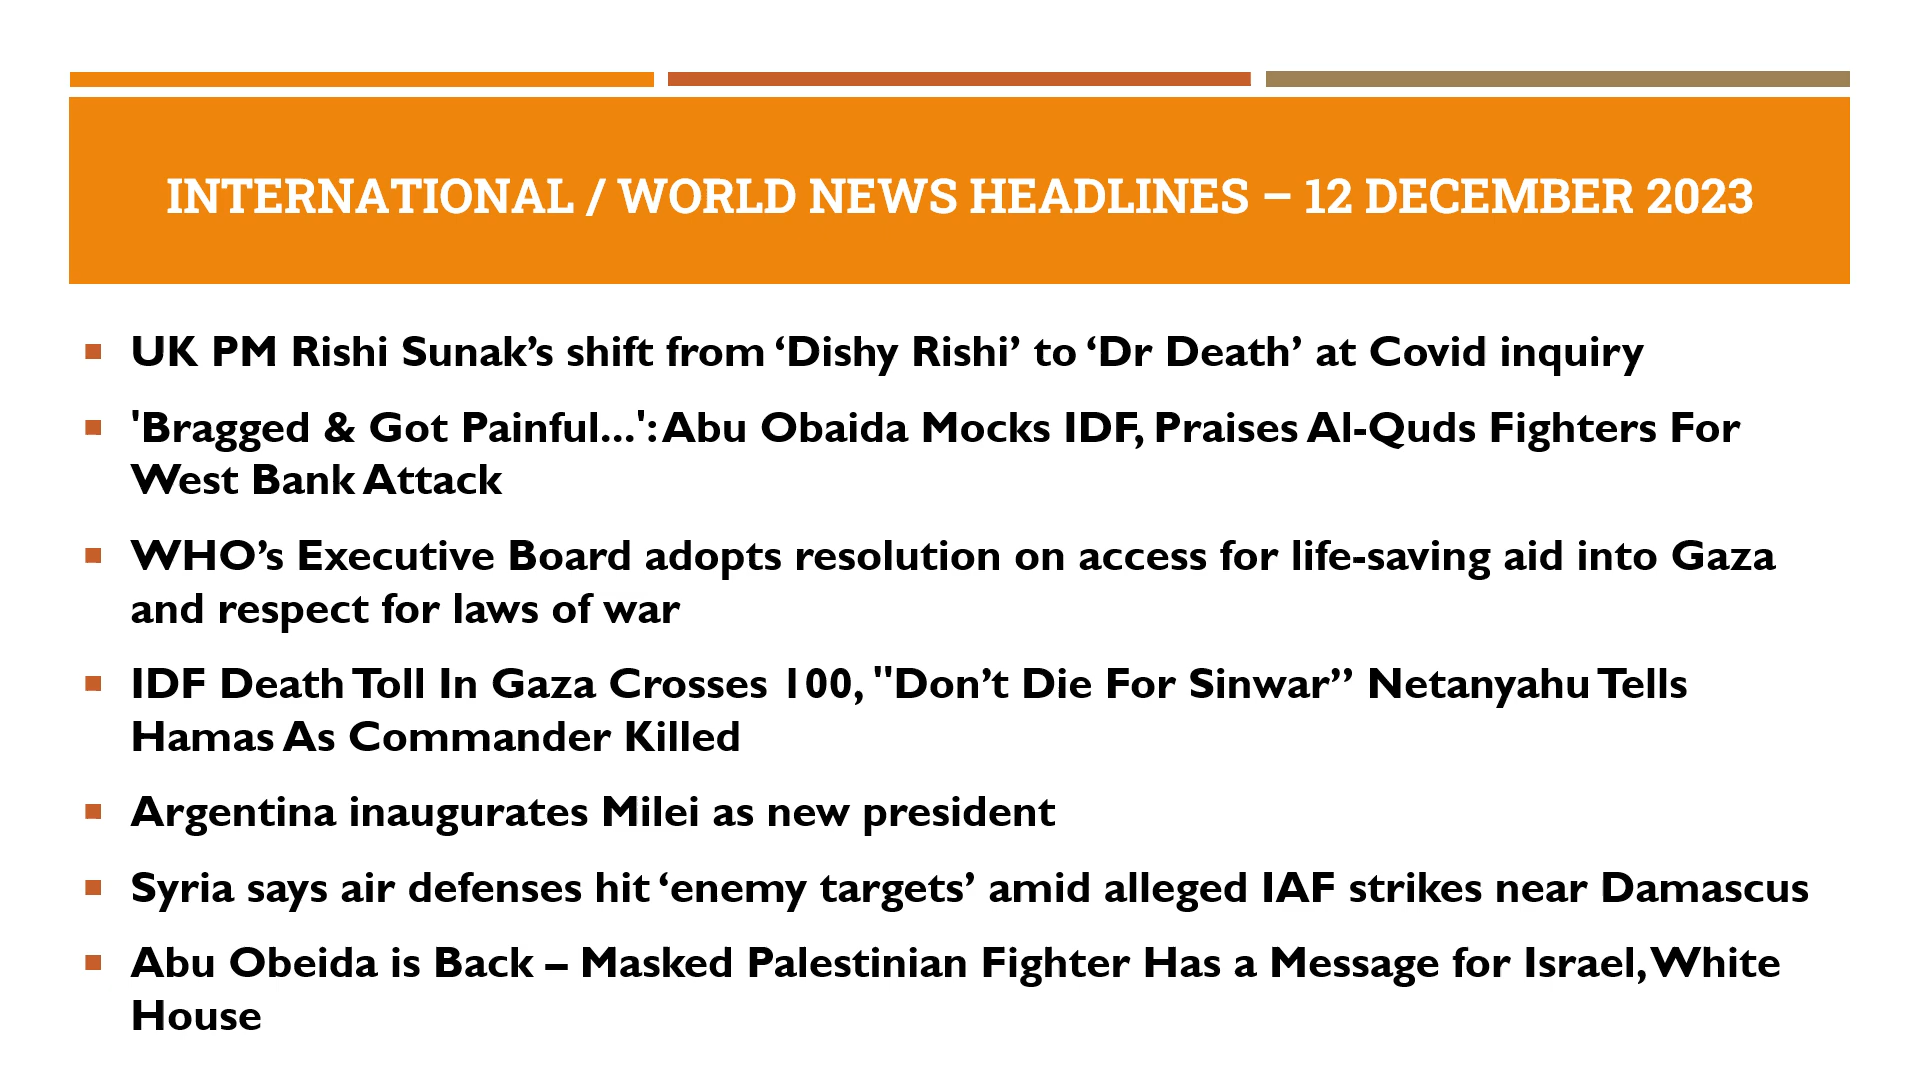 INTERNATIONAL / WORLD NEWS HEADLINES – 12 DECEMBER 2023
UK PM Rishi Sunak’s shift from ‘Dishy Rishi’ to ‘Dr Death’ at Covid inquiry
'Bragged & Got Painful...': Abu Obaida Mocks IDF, Praises Al-Quds Fighters For
West Bank Attack
WHO’s Executive Board adopts resolution on access for life-saving aid into Gaza
and respect for laws of war
IDF Death Toll In Gaza Crosses 100, "Don’t Die For Sinwar” Netanyahu Tells
Hamas As Commander Killed
Argentina inaugurates Milei as new president
Syria says air defenses hit ‘enemy targets’ amid alleged IAF strikes near Damascus
Abu Obeida is Back – Masked Palestinian Fighter Has a Message for Israel, White
House